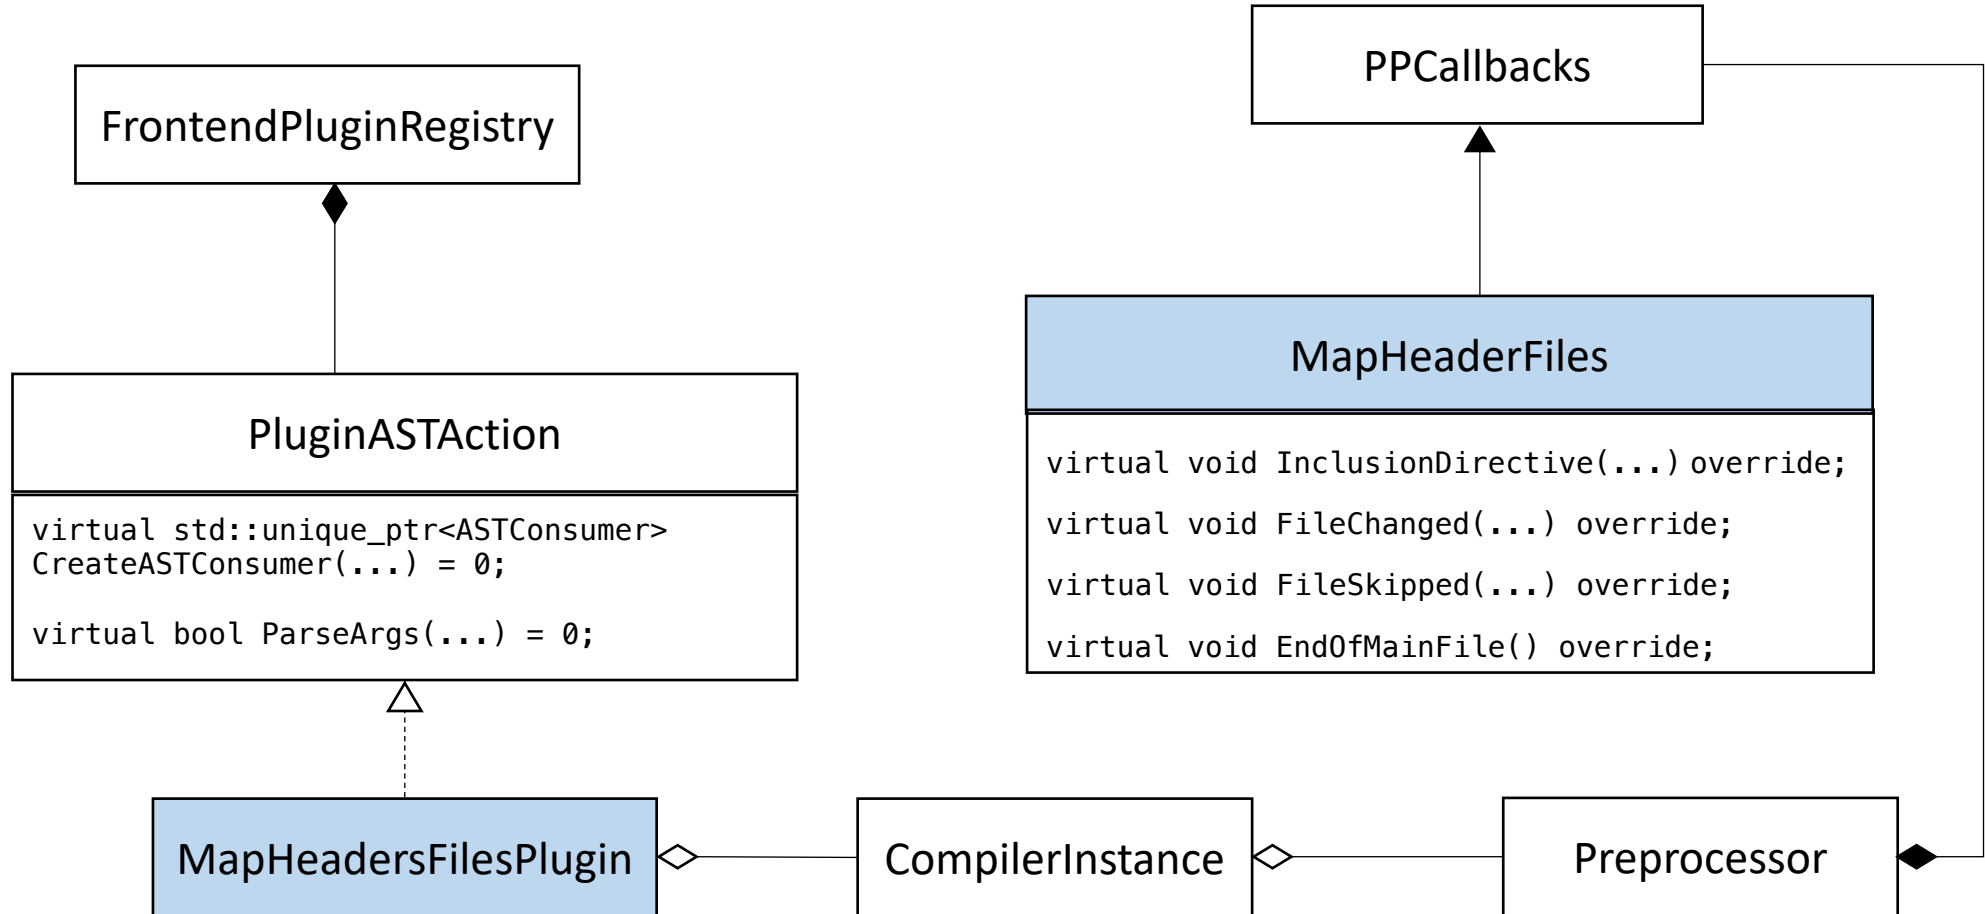 FrontendPluginRegistry
PPCallbacks
PluginASTAction
virtual std::unique_ptr<ASTConsumer>
CreateASTConsumer(...) = 0;
virtual bool ParseArgs(...) = 0;
MapHeaderFiles
virtual void InclusionDirective(...) override;
virtual void FileChanged(...) override;
virtual void FileSkipped(...) override;
virtual void EndOfMainFile() override;
MapHeadersFilesPlugin
CompilerInstance
Preprocessor